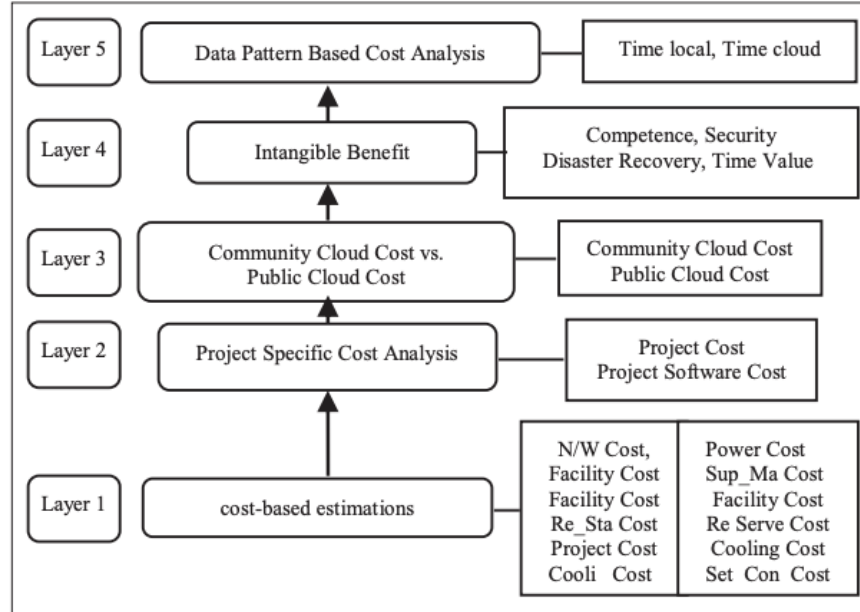 Layer 5
Data Pattern Based Cost Analysis
Time local, Time cloud
Layer 4
Intangible Benefit
Competence, Security
Disaster Recovery, Time Value
Layer 3
Community Cloud Cost vs.
Public Cloud Cost
Community Cloud Cost
Public Cloud Cost
Layer 2
Project Specific Cost Analysis
Project Cost
Project Software Cost
Layer 1
cost-based estimations
N/W Cost,
Facility Cost
Facility Cost
Re_Sta Cost
Project Cost
Cooli Cost
Power Cost
Sup_Ma Cost
Facility Cost
Re Serve Cost
Cooling Cost
Set Con Cost